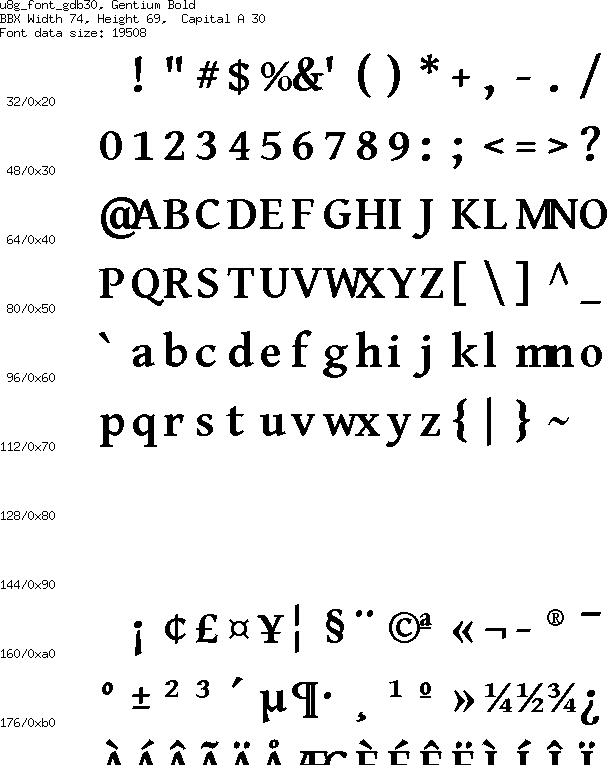 u8g_font_gdb30, Gentium Bold
BBX Width 74, Height 69, Capital A 30
Font data size: 19508
! " # $ % & ' ( ) * + , - . /
32/0x20
0 1 2 3 4 5 6 7 8 9 : ; < = > ?
48/0x30
@ A B C D E F G H I J K L M N O
64/0x40
P Q R S T U V W X Y Z [ \ ] ^ _
80/0x50
` a b c d e f g h i j k l m n o
96/0x60
p q r s t u v w x y z { | } ~
112/0x70
128/0x80
144/0x90
¡ ¢ £ ¤ ¥ ¦ § ¨ © ª « ¬ - ® ¯
160/0xa0
° ± ² ³ ´ µ ¶ · ¸ ¹ º » ¼ ½ ¾ ¿
176/0xb0
À Á Â Ã Ä Å Æ Ç È É Ê Ë Ì Í Î Ï